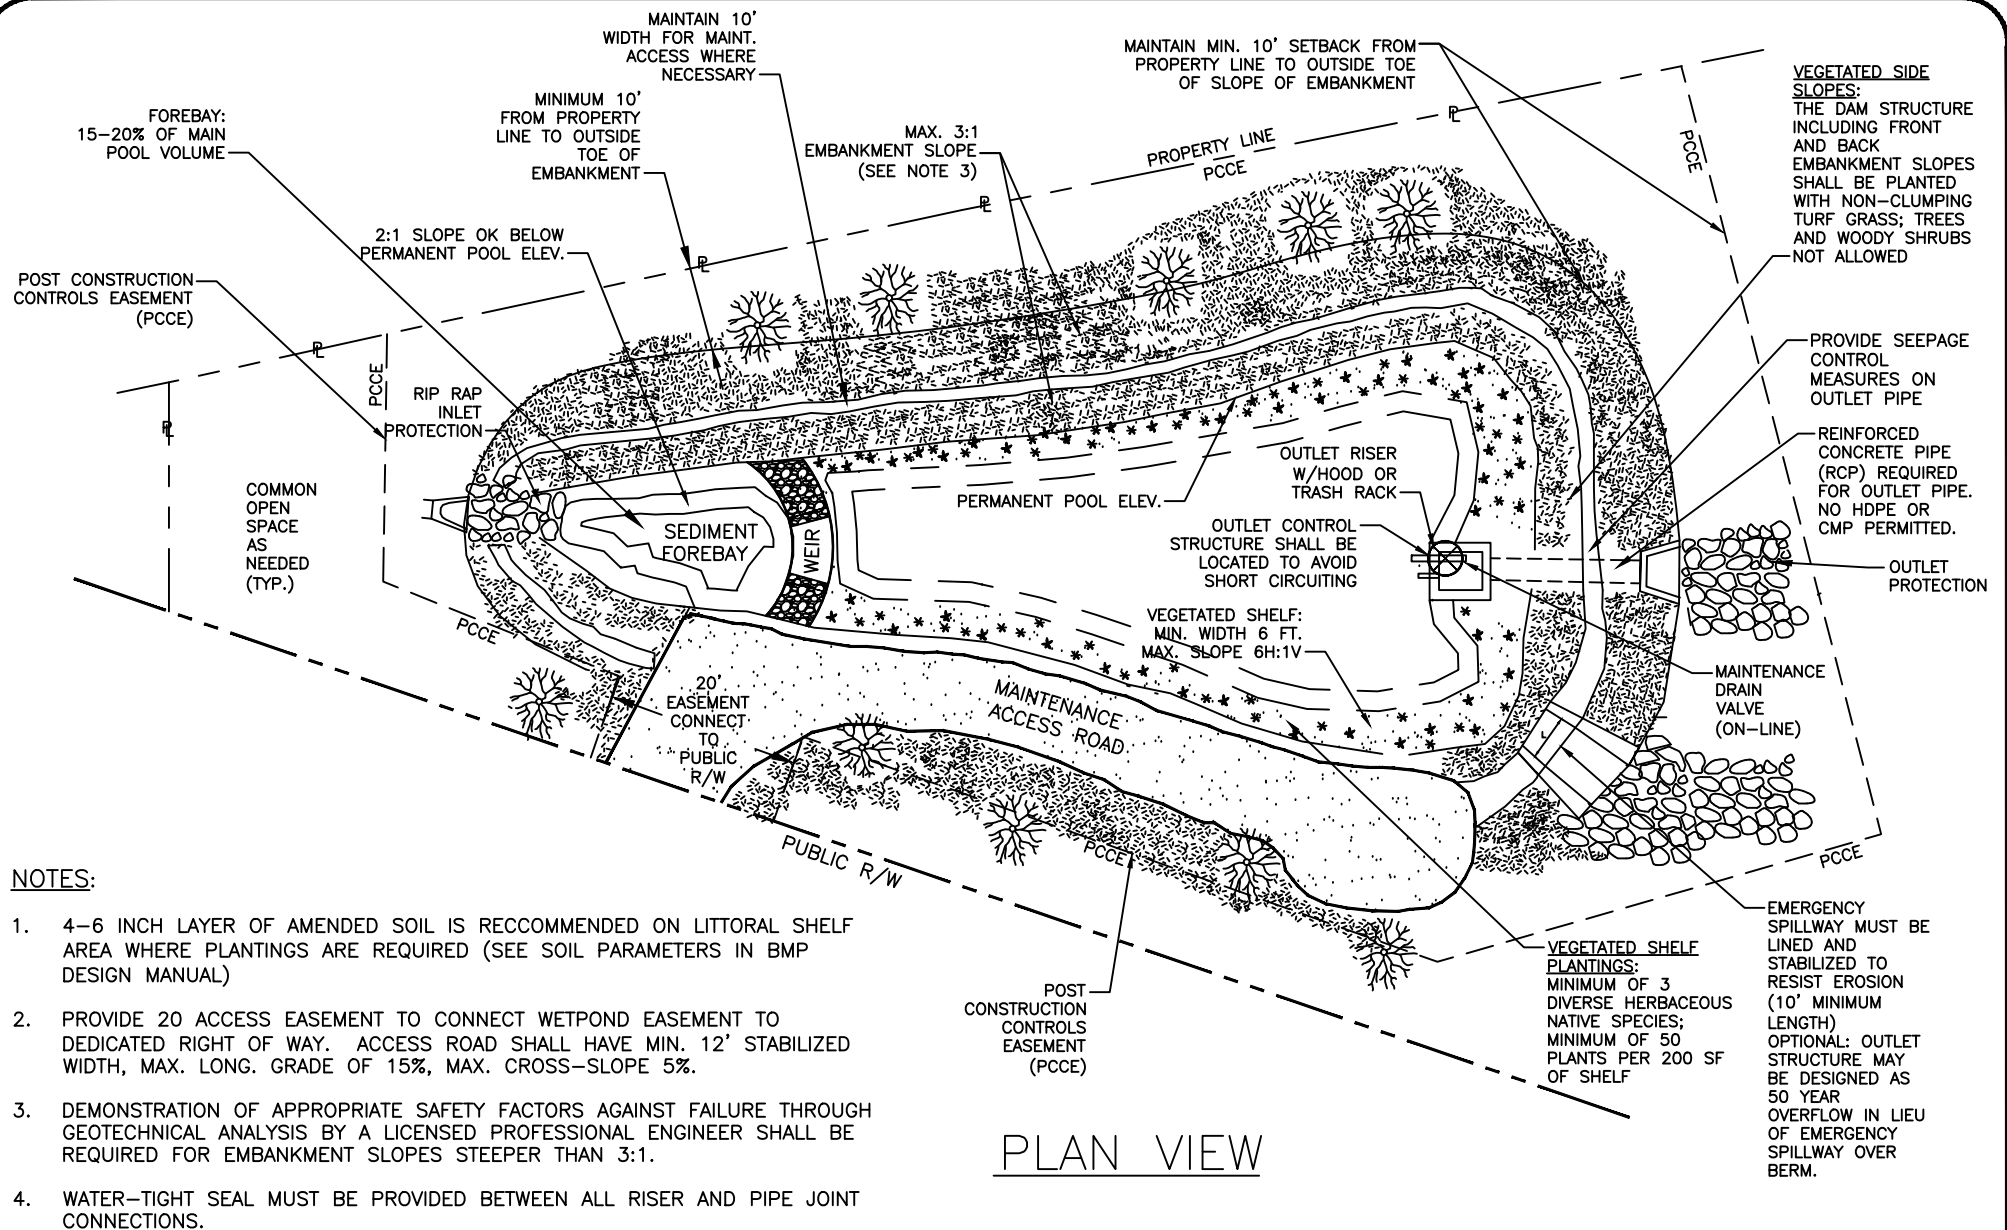 MAINTAIN 10'
WIDTH FOR MAINT.
ACCESS WHERE
NECESSARY
MAINTAIN MIN. 10' SETBACK FROM
PROPERTY LINE TO OUTSIDE TOE
OF SLOPE OF EMBANKMENT
VEGETATED SIDE
SLOPES:
THE DAM STRUCTURE
INCLUDING FRONT
AND BACK
EMBANKMENT SLOPES
SHALL BE PLANTED
WITH NON-CLUMPING
TURF GRASS; TREES
AND WOODY SHRUBS
NOT ALLOWED
FOREBAY:
15-20% OF MAIN
POOL VOLUME
MINIMUM 10'
FROM PROPERTY
LINE TO OUTSIDE
TOE OF
EMBANKMENT
MAX. 3:1
EMBANKMENT SLOPE
(SEE NOTE 3)
PROPERTY LINE
PCCE
PL
PCCE
PL
2:1 SLOPE OK BELOW
PERMANENT POOL ELEV.
PL
POST CONSTRUCTION
CONTROLS EASEMENT
(PCCE)
PL
PCCE
PL
RIP RAP
INLET
PROTECTION
PROVIDE SEEPAGE
CONTROL
MEASURES ON
OUTLET PIPE
REINFORCED
CONCRETE PIPE
(RCP) REQUIRED
FOR OUTLET PIPE.
NO HDPE OR
CMP PERMITTED.
OUTLET RISER
W/HOOD OR
TRASH RACK
PERMANENT POOL ELEV.
COMMON
OPEN
SPACE
AS
NEEDED
(TYP.)
SEDIMENT
FOREBAY
WEIR
OUTLET CONTROL
STRUCTURE SHALL BE
LOCATED TO AVOID
SHORT CIRCUITING
OUTLET
PROTECTION
PCCE
VEGETATED SHELF:
MIN. WIDTH 6 FT.
MAX. SLOPE 6H:1V
MAINTENANCE
DRAIN
VALVE
(ON-LINE)
20'
EASEMENT
CONNECT
TO
PUBLIC
R/W
MAINTENANCE
ACCESS ROAD
PUBLIC R/W
PCCE
PCCE
POST
CONSTRUCTION
CONTROLS
EASEMENT
(PCCE)
VEGETATED SHELF
PLANTINGS:
MINIMUM OF 3
DIVERSE HERBACEOUS
NATIVE SPECIES;
MINIMUM OF 50
PLANTS PER 200 SF
OF SHELF
EMERGENCY
SPILLWAY MUST BE
LINED AND
STABILIZED TO
RESIST EROSION
(10' MINIMUM
LENGTH)
OPTIONAL: OUTLET
STRUCTURE MAY
BE DESIGNED AS
50 YEAR
OVERFLOW IN LIEU
OF EMERGENCY
SPILLWAY OVER
BERM.
NOTES:
1. 4-6 INCH LAYER OF AMENDED SOIL IS RECCOMMENDED ON LITTORAL SHELF
AREA WHERE PLANTINGS ARE REQUIRED (SEE SOIL PARAMETERS IN BMP
DESIGN MANUAL)
2. PROVIDE 20 ACCESS EASEMENT TO CONNECT WETPOND EASEMENT TO
DEDICATED RIGHT OF WAY. ACCESS ROAD SHALL HAVE MIN. 12' STABILIZED
WIDTH, MAX. LONG. GRADE OF 15%, MAX. CROSS-SLOPE 5%.
3. DEMONSTRATION OF APPROPRIATE SAFETY FACTORS AGAINST FAILURE THROUGH
GEOTECHNICAL ANALYSIS BY A LICENSED PROFESSIONAL ENGINEER SHALL BE
REQUIRED FOR EMBANKMENT SLOPES STEEPER THAN 3:1.
4. WATER-TIGHT SEAL MUST BE PROVIDED BETWEEN ALL RISER AND PIPE JOINT
CONNECTIONS.
PLAN VIEW